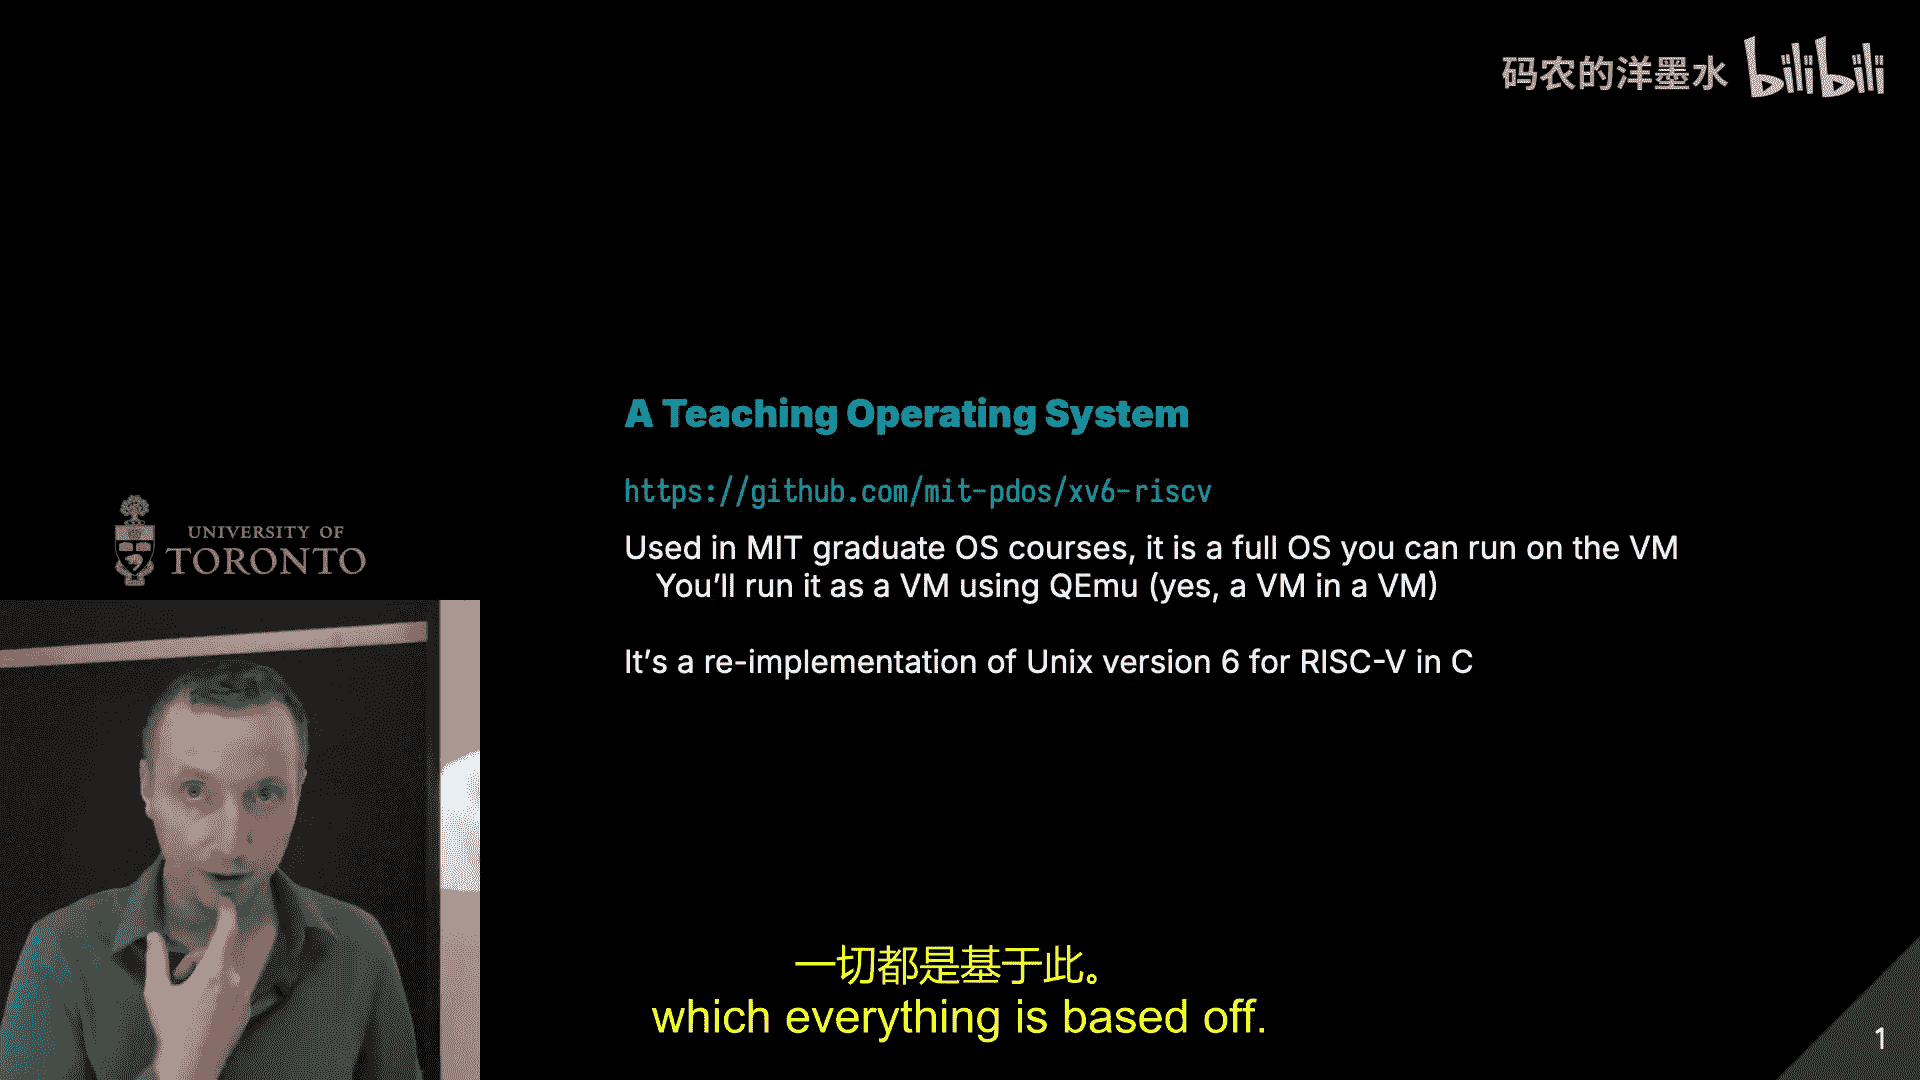 码农的洋墨水 bilibili
A Teaching Operating System
https://github.com/mit-pdos/xv6-riscv
Used in MIT graduate OS courses, it is a full OS you can run on the VM
You'll run it as a VM using QEmu (yes, a VM in a VM)
It's a re-implementation of Unix version 6 for RISC-V in C
UNIVERSITY OF
TORONTO
一切都是基于此。
which everything is based off.
1